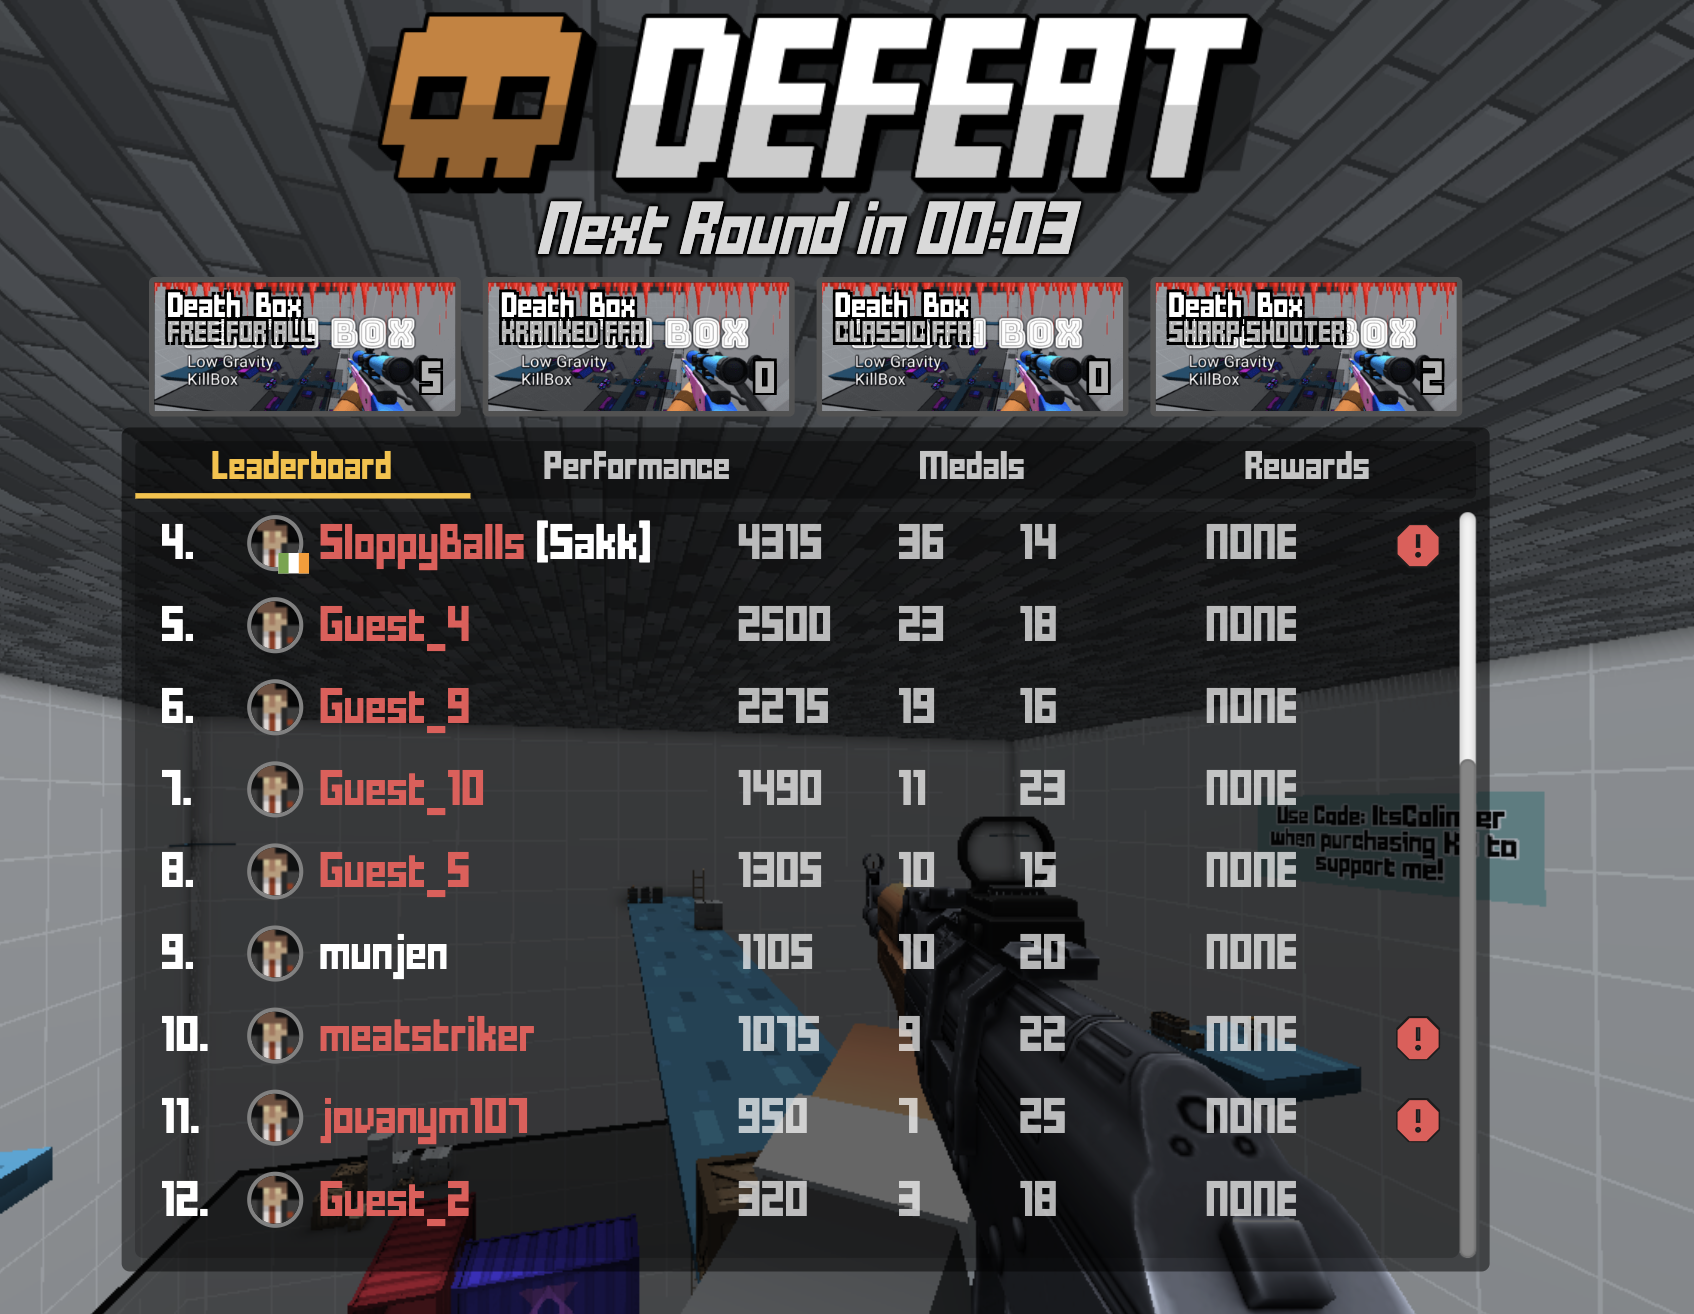 DEFEAT
Next Round in 00:03
Death Box
FREE FOR ALL
BOX
Low Gravity
KillBox
5
Death Box
KRANKED FFA
BOX
Low Gravity
KillBox
0
Death Box
CLASSIC FFA
BOX
Low Gravity
KillBox
0
Death Box
SHARP SHOOTER
BOX
Low Gravity
KillBox
2
Leaderboard Performance Medals Rewards
4. SloppyBalls [Sakk] 4315 36 14 NONE !
5. Guest_4 2500 23 18 NONE
6. Guest_9 2275 19 16 NONE
7. Guest_10 1490 11 23 NONE
8. Guest_5 1305 10 15 NONE
9. munjen 1105 10 20 NONE
10. meatstriker 1075 9 22 NONE !
11. jovanym107 950 7 25 NONE !
12. Guest_2 320 3 18 NONE
Use Code:
when purchasing to
support me!